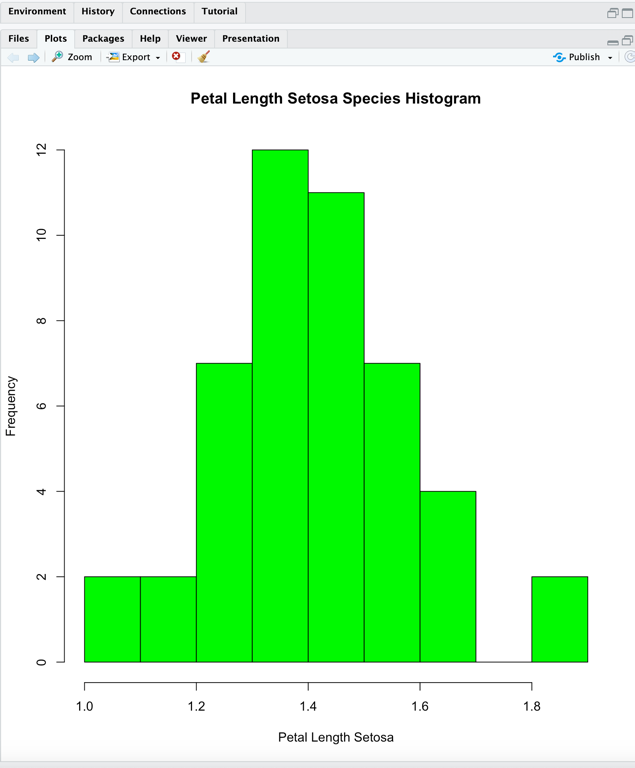 Environment History Connections Tutorial
Files Plots Packages Help Viewer Presentation
Zoom Export Publish
Petal Length Setosa Species Histogram
12
10
8
6
4
2
0
Frequency
1.0 1.2 1.4 1.6 1.8
Petal Length Setosa